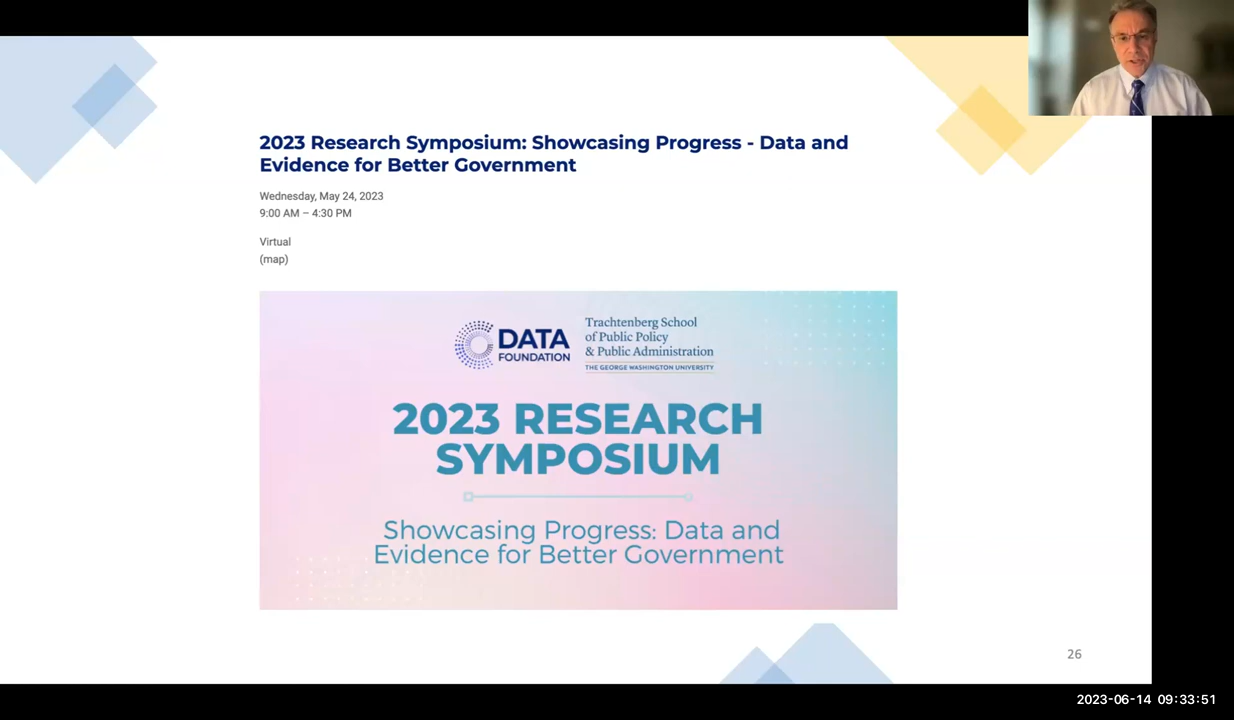 2023 Research Symposium: Showcasing Progress - Data and
Evidence for Better Government
Wednesday, May 24, 2023
9:00 AM – 4:30 PM
Virtual
(map)
DATA
FOUNDATION
Trachtenberg School
of Public Policy
& Public Administration
THE GEORGE WASHINGTON UNIVERSITY
2023 RESEARCH
SYMPOSIUM
Showcasing Progress: Data and
Evidence for Better Government
26
2023-06-14 09:33:51